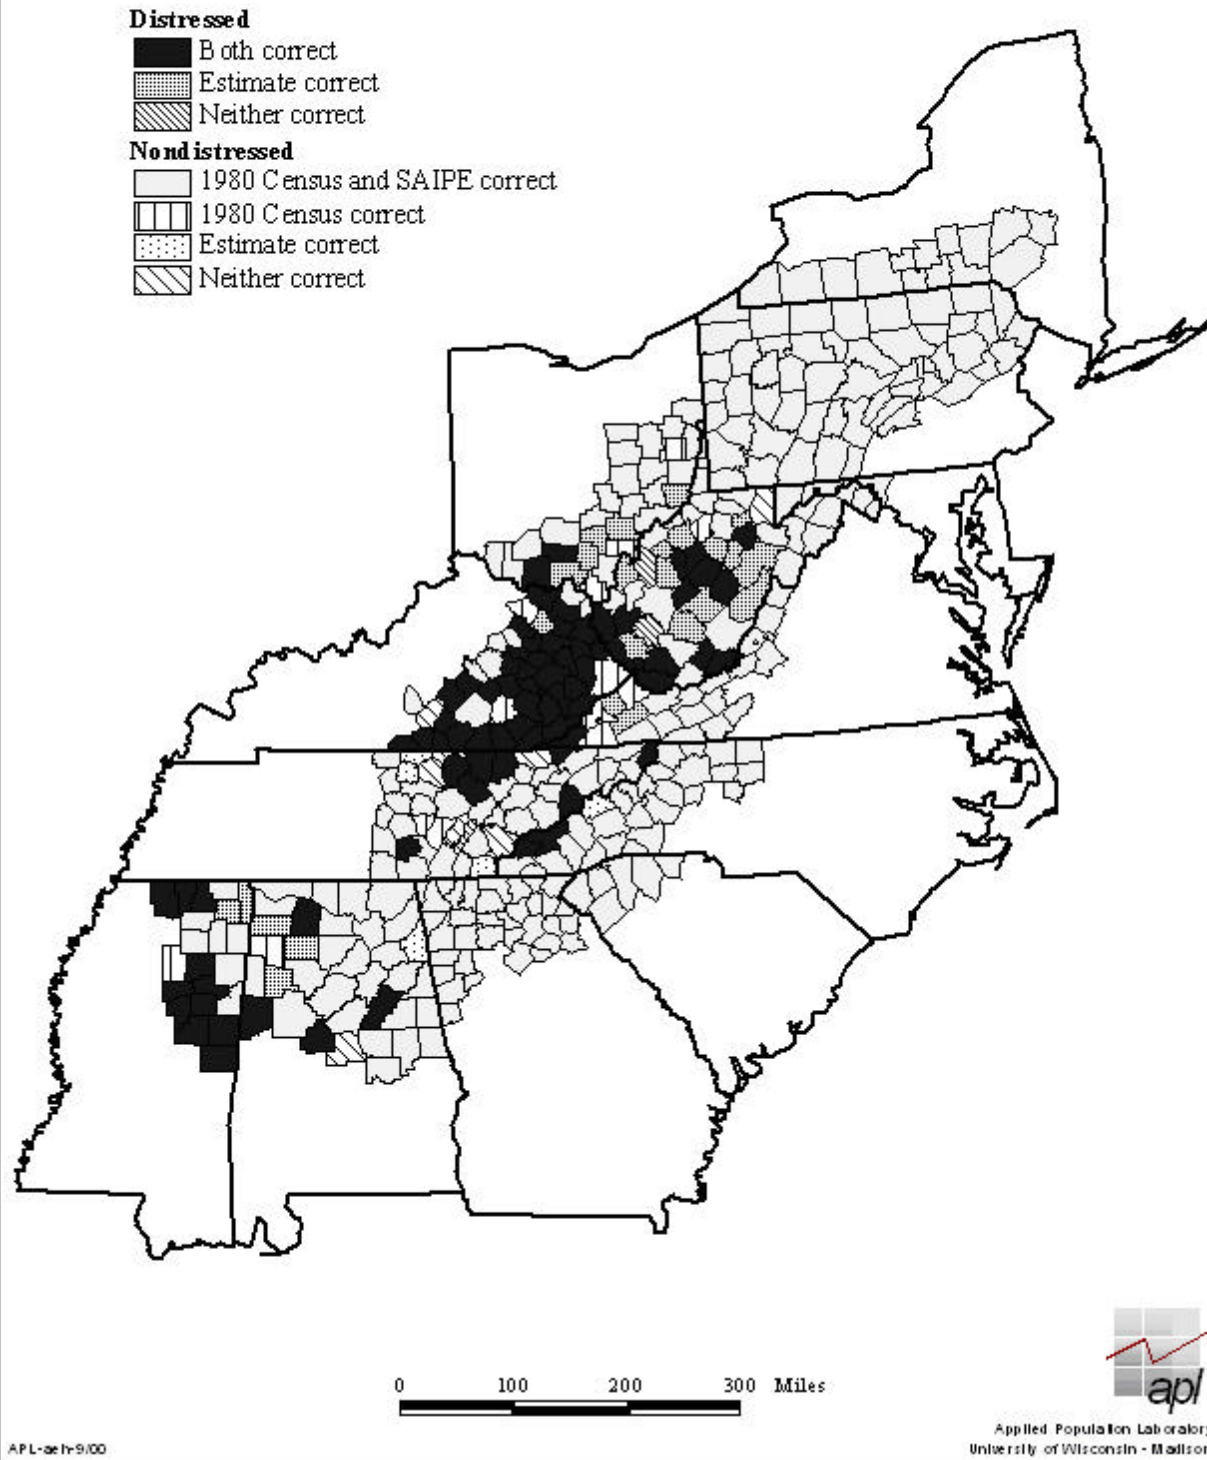 Distressed
Both correct
Estimate correct
Neither correct
Nondistressed
1980 Census and SAIPE correct
1980 Census correct
Estimate correct
Neither correct
0 100 200 300 Miles
apl
Applied Population Laboratory
University of Wisconsin - Madison
APL-aeh-9/00